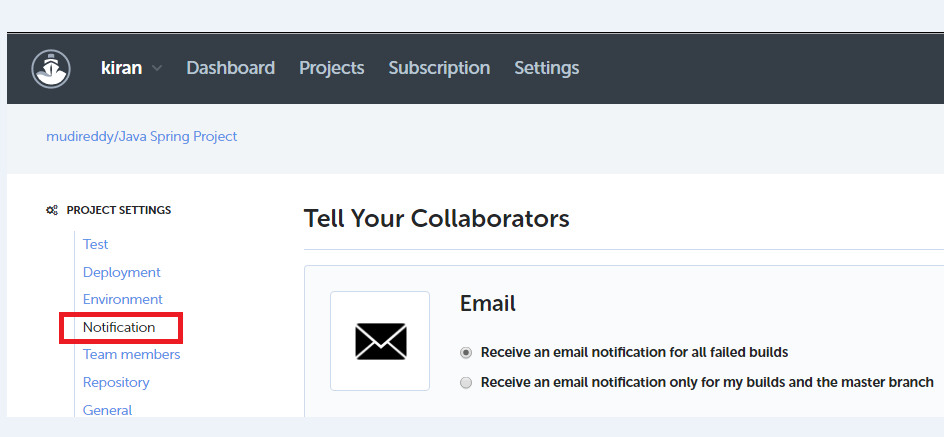 kiran Dashboard Projects Subscription Settings
mudireddy/Java Spring Project
PROJECT SETTINGS
Test
Deployment
Environment
Notification
Team members
Repository
General
Tell Your Collaborators
Email
Receive an email notification for all failed builds
Receive an email notification only for my builds and the master branch